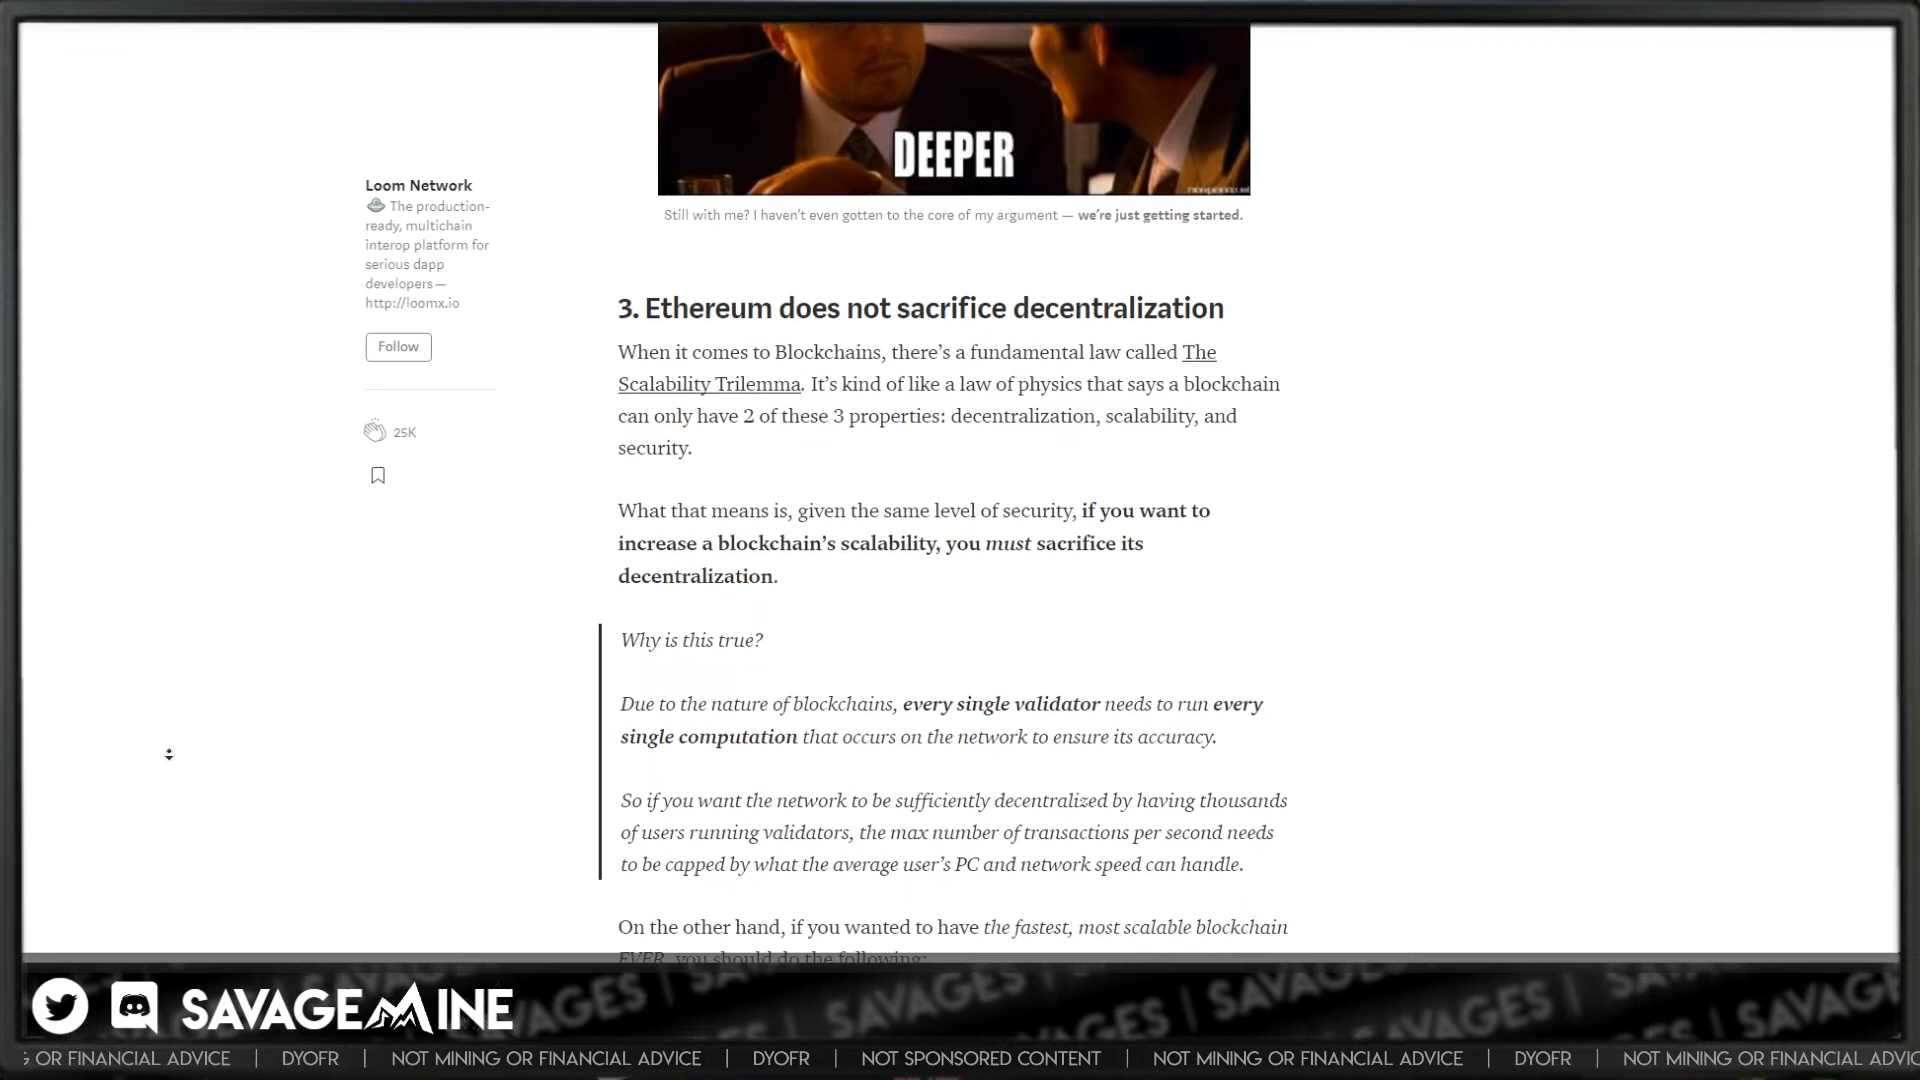 DEEPER
Still with me? I haven’t even gotten to the core of my argument — we’re just getting started.
Loom Network
The production-
ready, multichain
interop platform for
serious dapp
developers—
http://loomx.io
Follow
25K
3. Ethereum does not sacrifice decentralization
When it comes to Blockchains, there’s a fundamental law called The
Scalability Trilemma. It’s kind of like a law of physics that says a blockchain
can only have 2 of these 3 properties: decentralization, scalability, and
security.
What that means is, given the same level of security, if you want to
increase a blockchain’s scalability, you must sacrifice its
decentralization.
Why is this true?
Due to the nature of blockchains, every single validator needs to run every
single computation that occurs on the network to ensure its accuracy.
So if you want the network to be sufficiently decentralized by having thousands
of users running validators, the max number of transactions per second needs
to be capped by what the average user’s PC and network speed can handle.
On the other hand, if you wanted to have the fastest, most scalable blockchain
EVER, you should do the following:
SAVAGEMINE
SAVAGES | SAVAGES | SAVAGES | SAVAGES
G OR FINANCIAL ADVICE | DYOFR | NOT MINING OR FINANCIAL ADVICE | DYOFR | NOT SPONSORED CONTENT | NOT MINING OR FINANCIAL ADVICE | DYOFR | NOT MINING OR FINANCIAL ADVIC